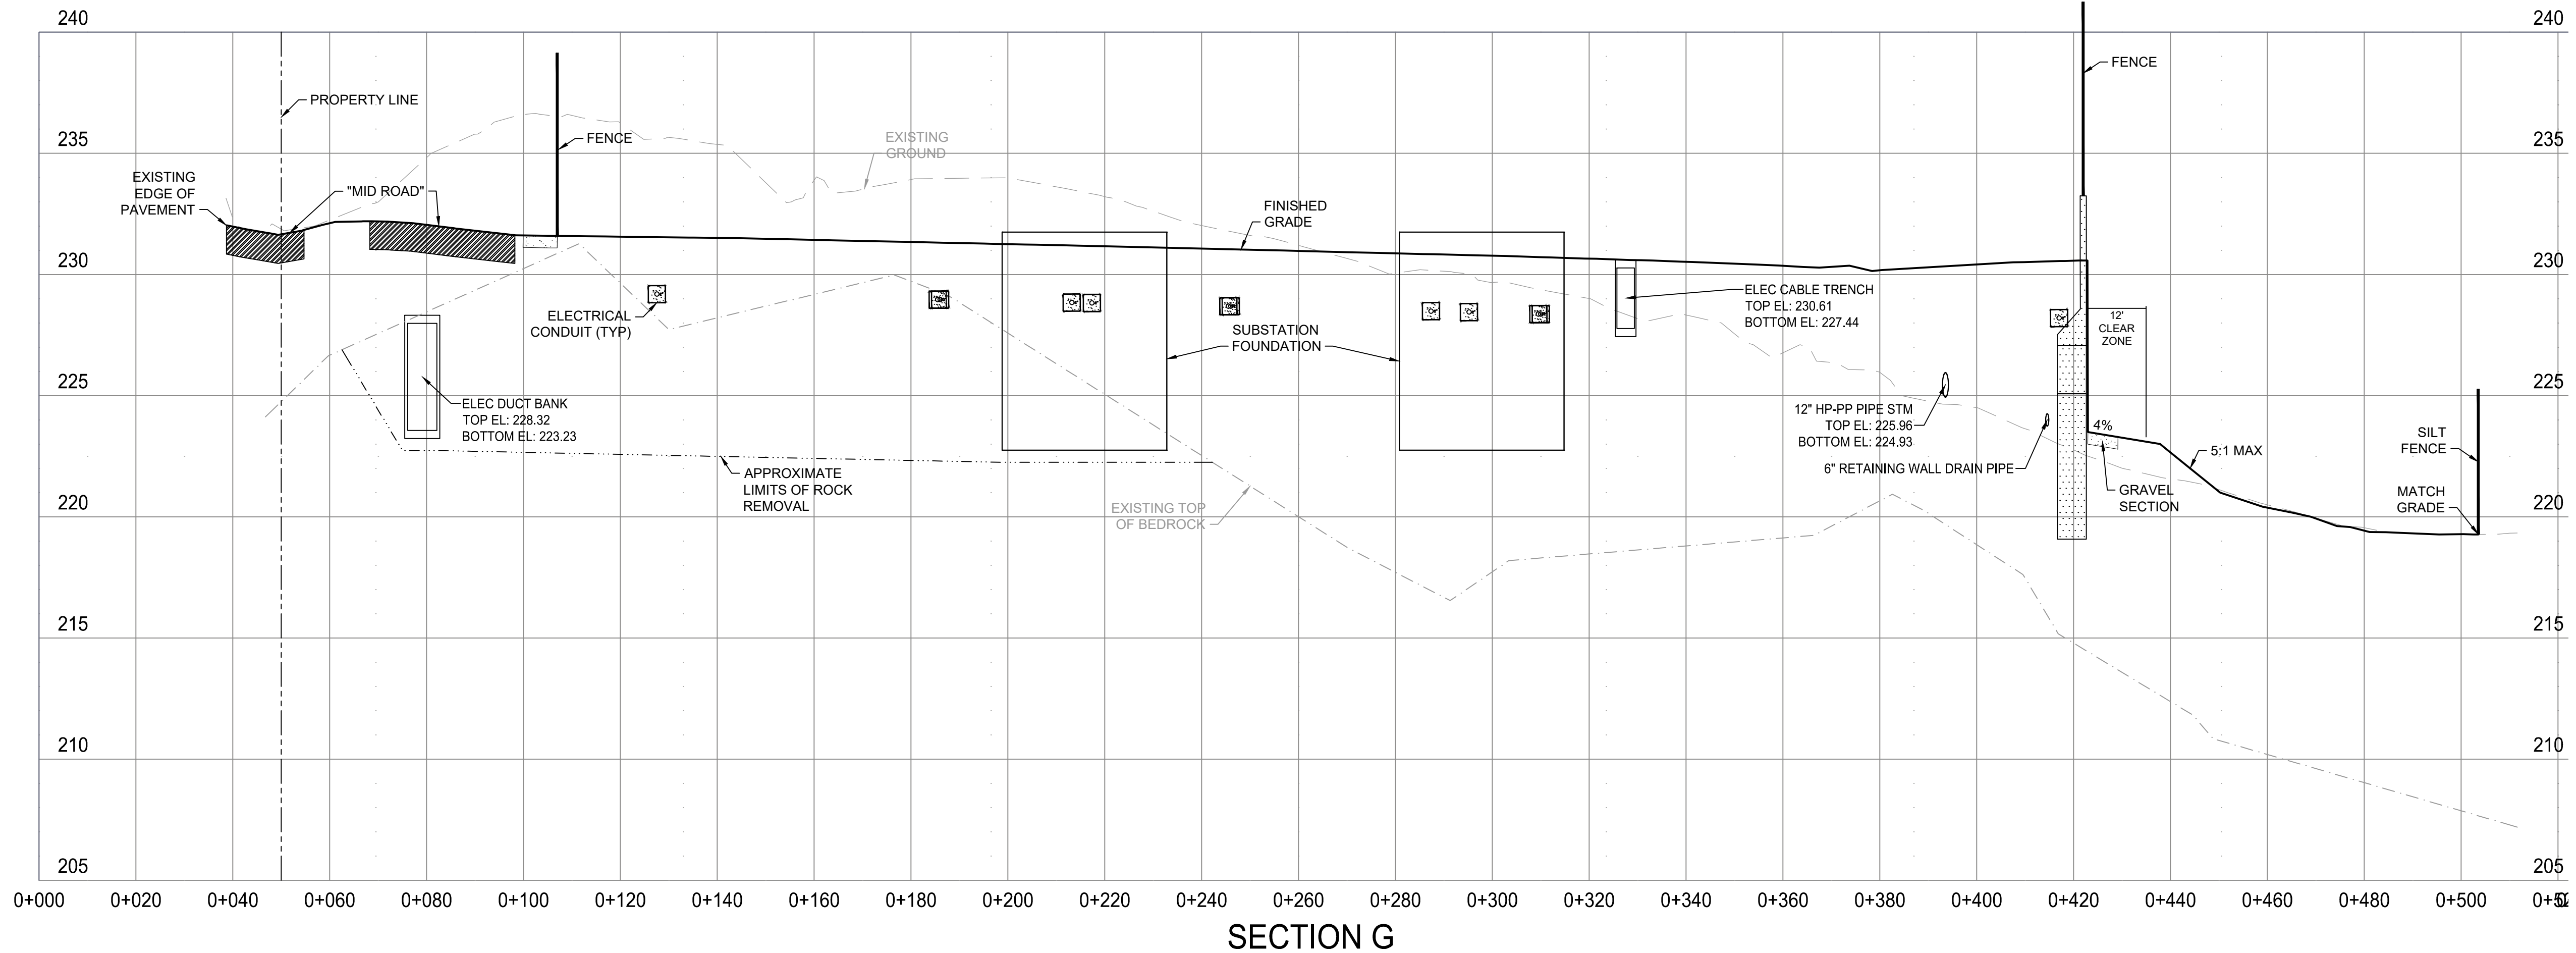 240
240
FENCE
PROPERTY LINE
FENCE
EXISTING
GROUND
235
235
EXISTING
EDGE OF
PAVEMENT
"MID ROAD"
FINISHED
GRADE
230
230
ELECTRICAL
CONDUIT (TYP)
SUBSTATION
FOUNDATION
ELEC CABLE TRENCH
TOP EL: 230.61
BOTTOM EL: 227.44
12'
CLEAR
ZONE
225
225
ELEC DUCT BANK
TOP EL: 228.32
BOTTOM EL: 223.23
12" HP-PP PIPE STM
TOP EL: 225.96
BOTTOM EL: 224.93
6" RETAINING WALL DRAIN PIPE
4%
5:1 MAX
SILT
FENCE
APPROXIMATE
LIMITS OF ROCK
REMOVAL
EXISTING TOP
OF BEDROCK
GRAVEL
SECTION
MATCH
GRADE
220
220
215
215
210
210
205
205
0+000 0+020 0+040 0+060 0+080 0+100 0+120 0+140 0+160 0+180 0+200 0+220 0+240 0+260 0+280 0+300 0+320 0+340 0+360 0+380 0+400 0+420 0+440 0+460 0+480 0+500
SECTION G